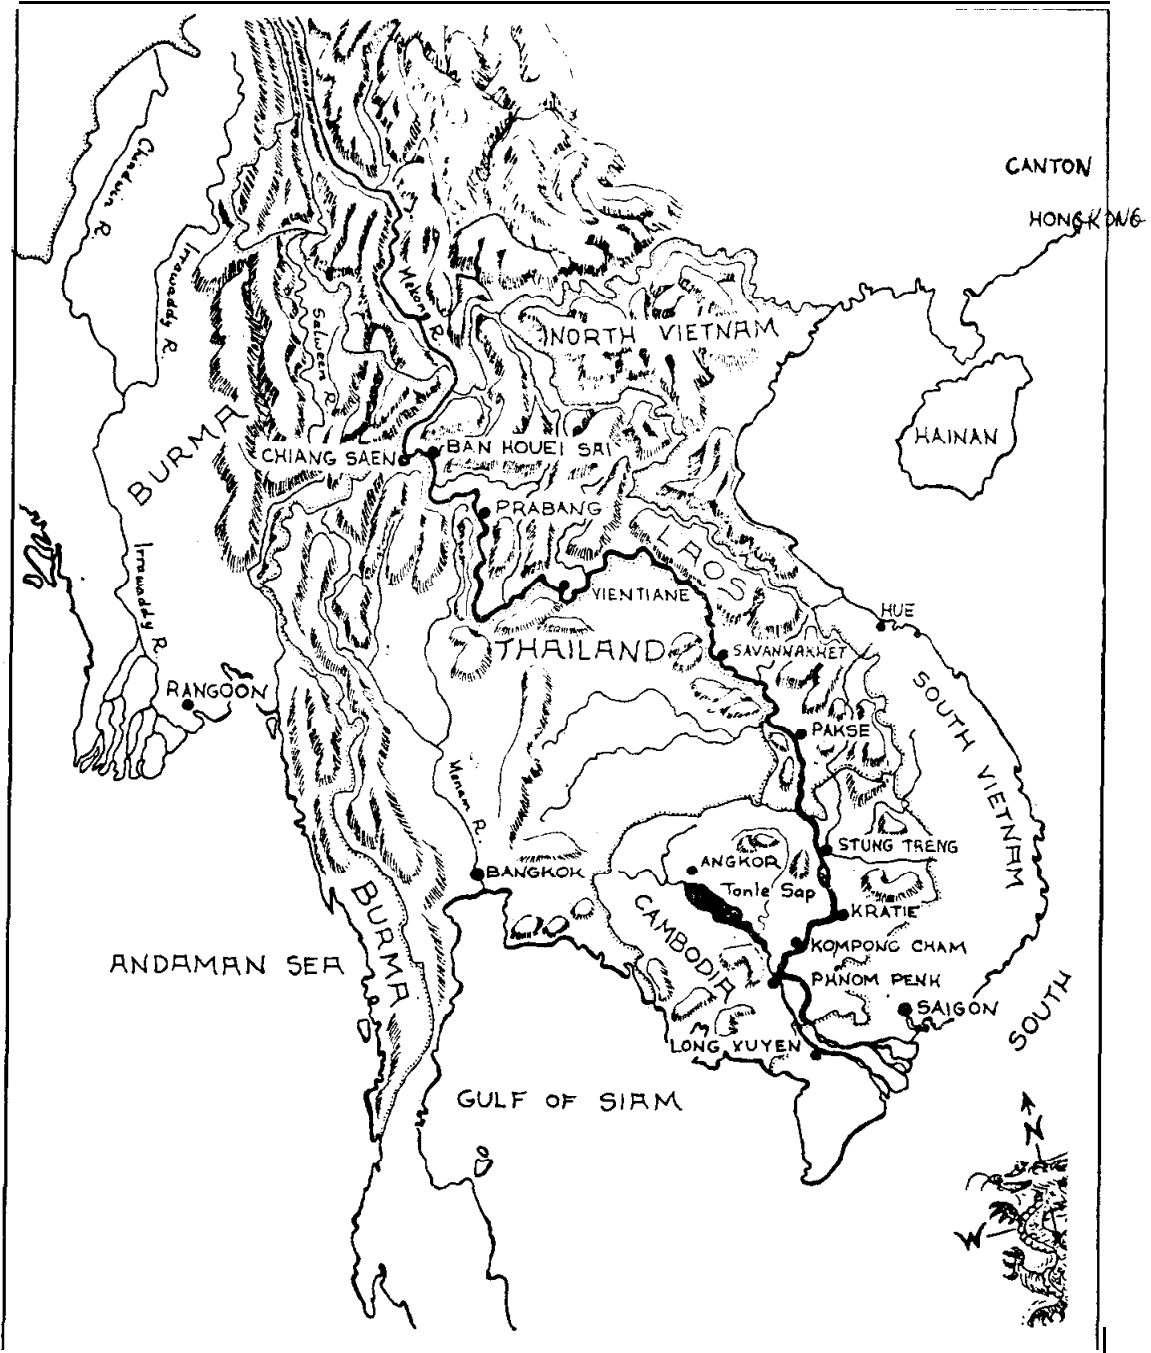 CANTON
HONGKONG
Chindwin R.
Irrawaddy R.
Salween R.
Mekong R.
NORTH VIETNAM
HAINAN
BURMA
CHIANG SAEN
BAN HOUEI SAI
PRABANG
LAOS
Irrawaddy R.
VIENTIANE
HUE
THAILAND
SAVANNAKHET
RANGOON
SOUTH VIETNAM
PAKSE
Menam R.
STUNG TRENG
ANGKOR
BANGKOK
Tonle Sap
BURMA
CAMBODIA
KRATIE
KOMPONG CHAM
ANDAMAN SEA
PHNOM PENH
SAIGON
SOUTH
LONG XUYEN
GULF OF SIAM
N
W